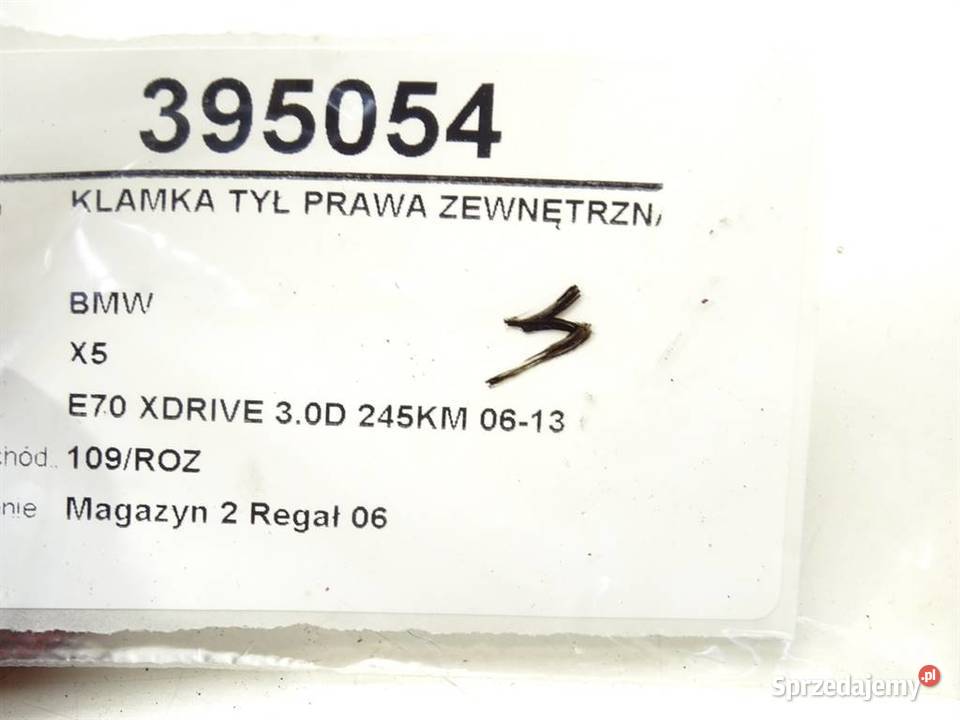 395054
KLAMKA TYŁ PRAWA ZEWNĘTRZN
BMW
X5
E70 XDRIVE 3.0D 245KM 06-13
chód.. 109/ROZ
nie Magazyn 2 Regał 06
Sprzedajemy.pl